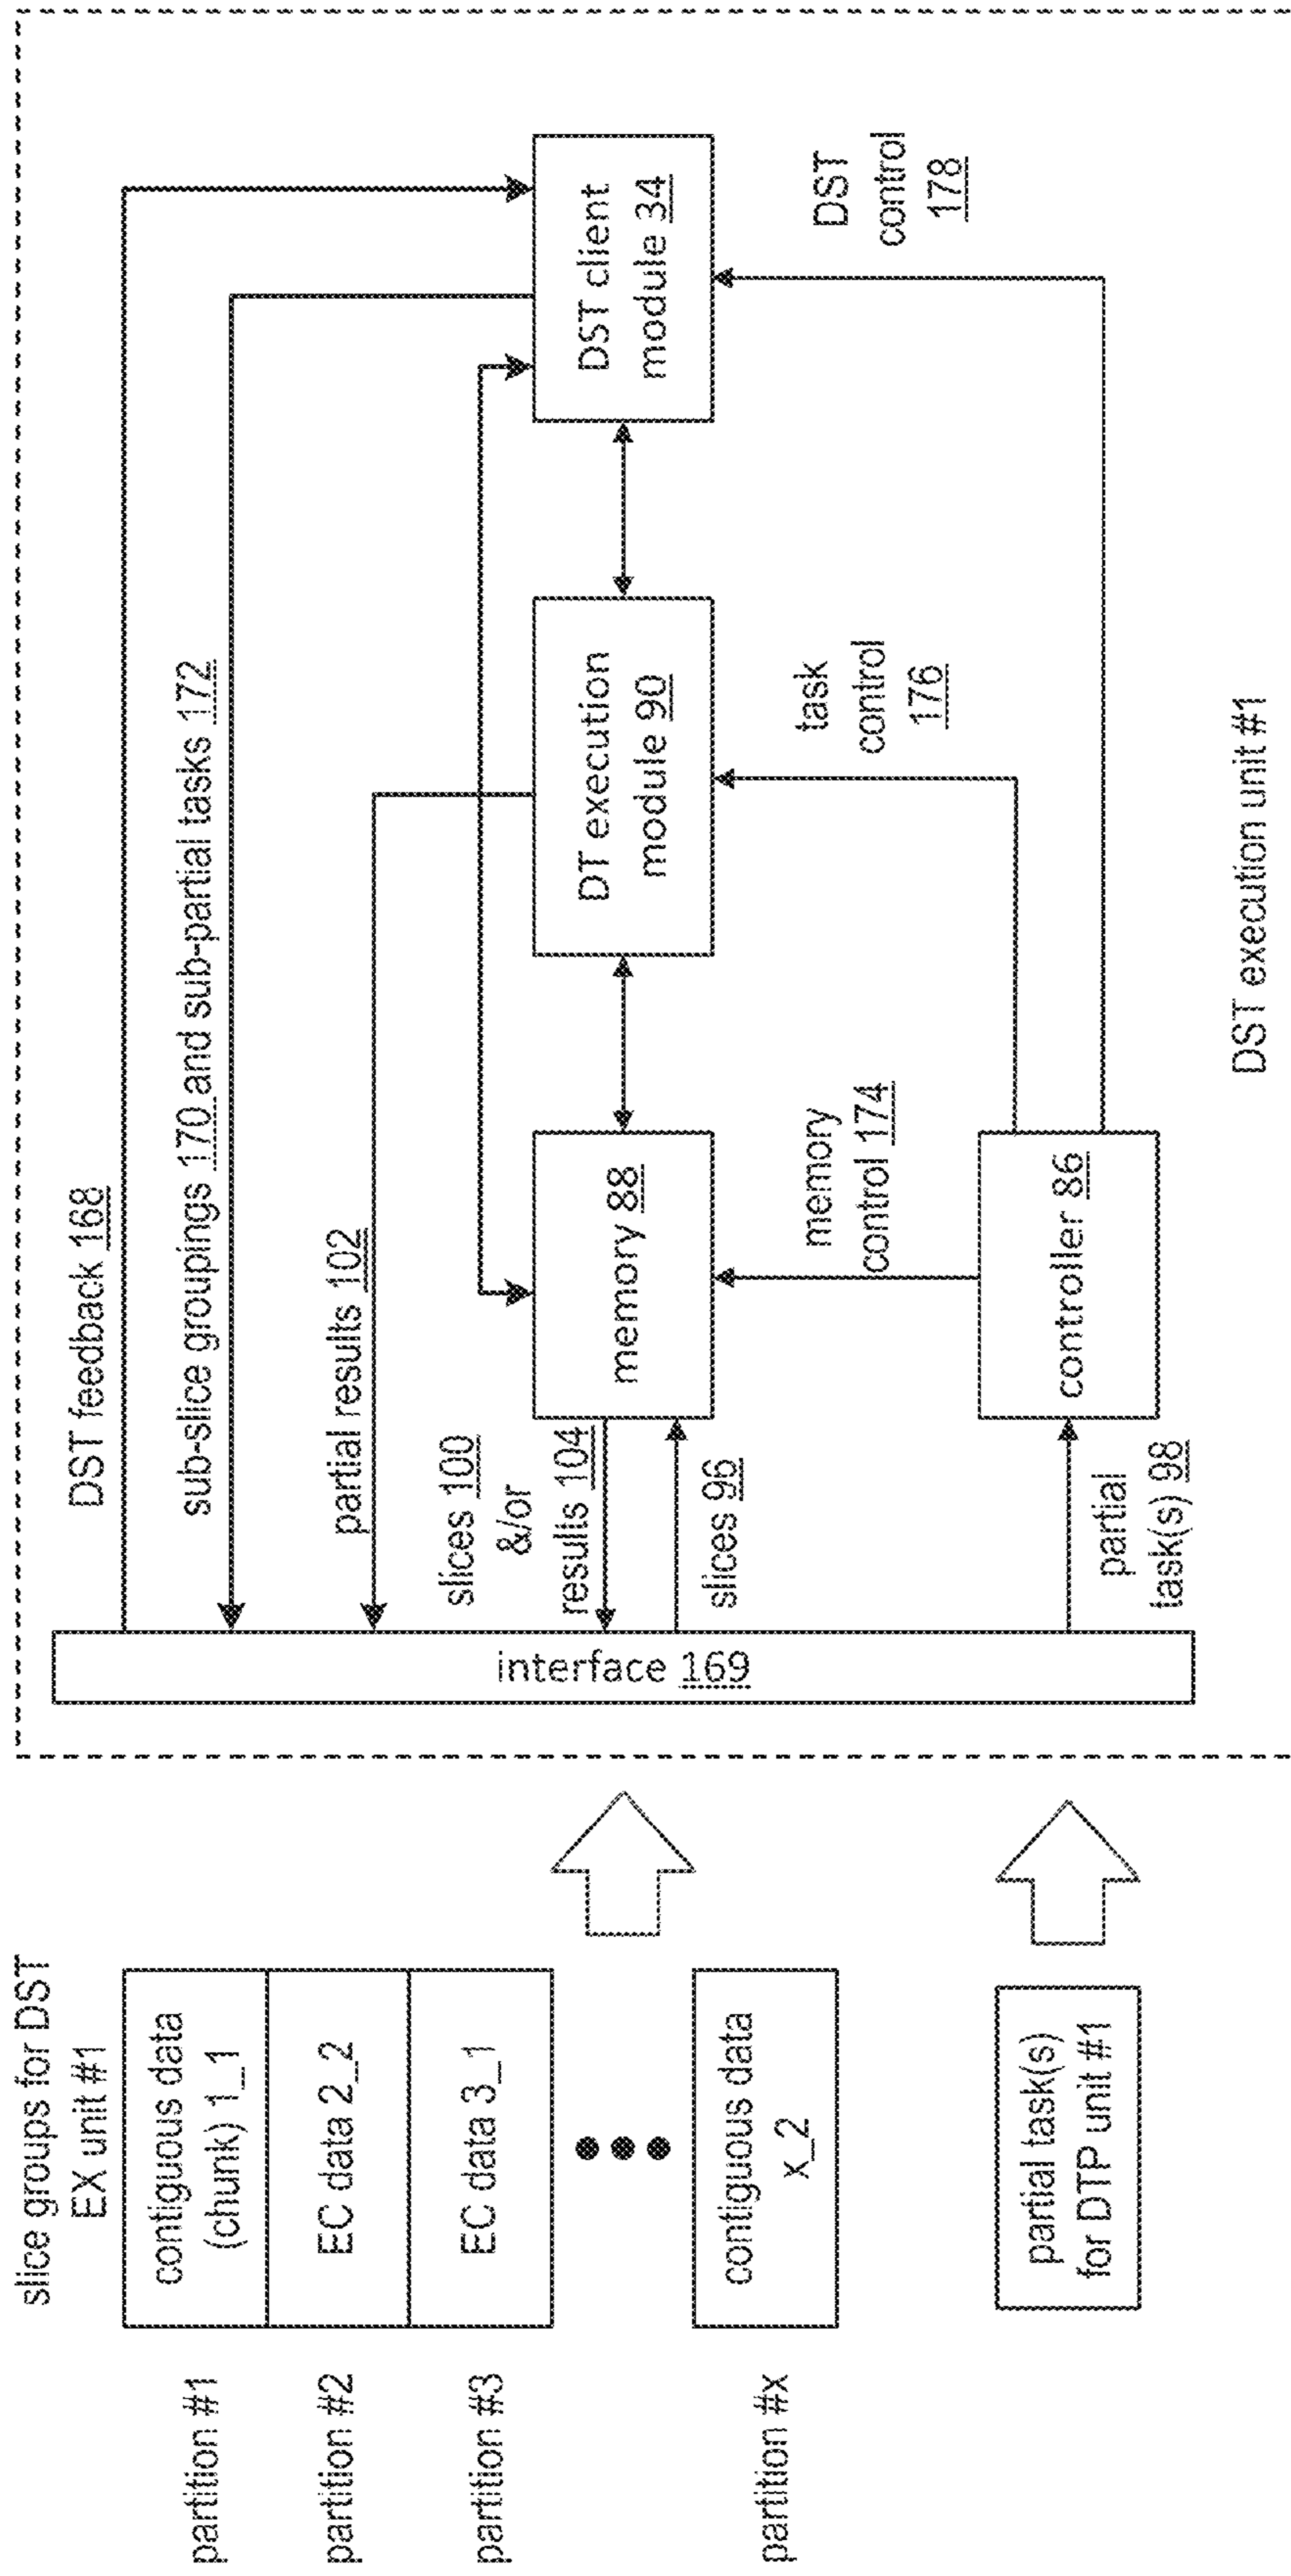 slice groups for DST
EX unit #1
partition #1
contiguous data
(chunk) 1_1
partition #2
EC data 2_2
partition #3
EC data 3_1
partition #x
contiguous data
x_2
partial task(s)
for DTP unit #1
interface 169
DST feedback 168
sub-slice groupings 170 and sub-partial tasks 172
partial results 102
slices 100
&/or
results 104
slices 96
partial
task(s) 98
memory 88
DT execution
module 90
DST client
module 34
memory
control 174
task
control
176
DST
control
178
controller 86
DST execution unit #1